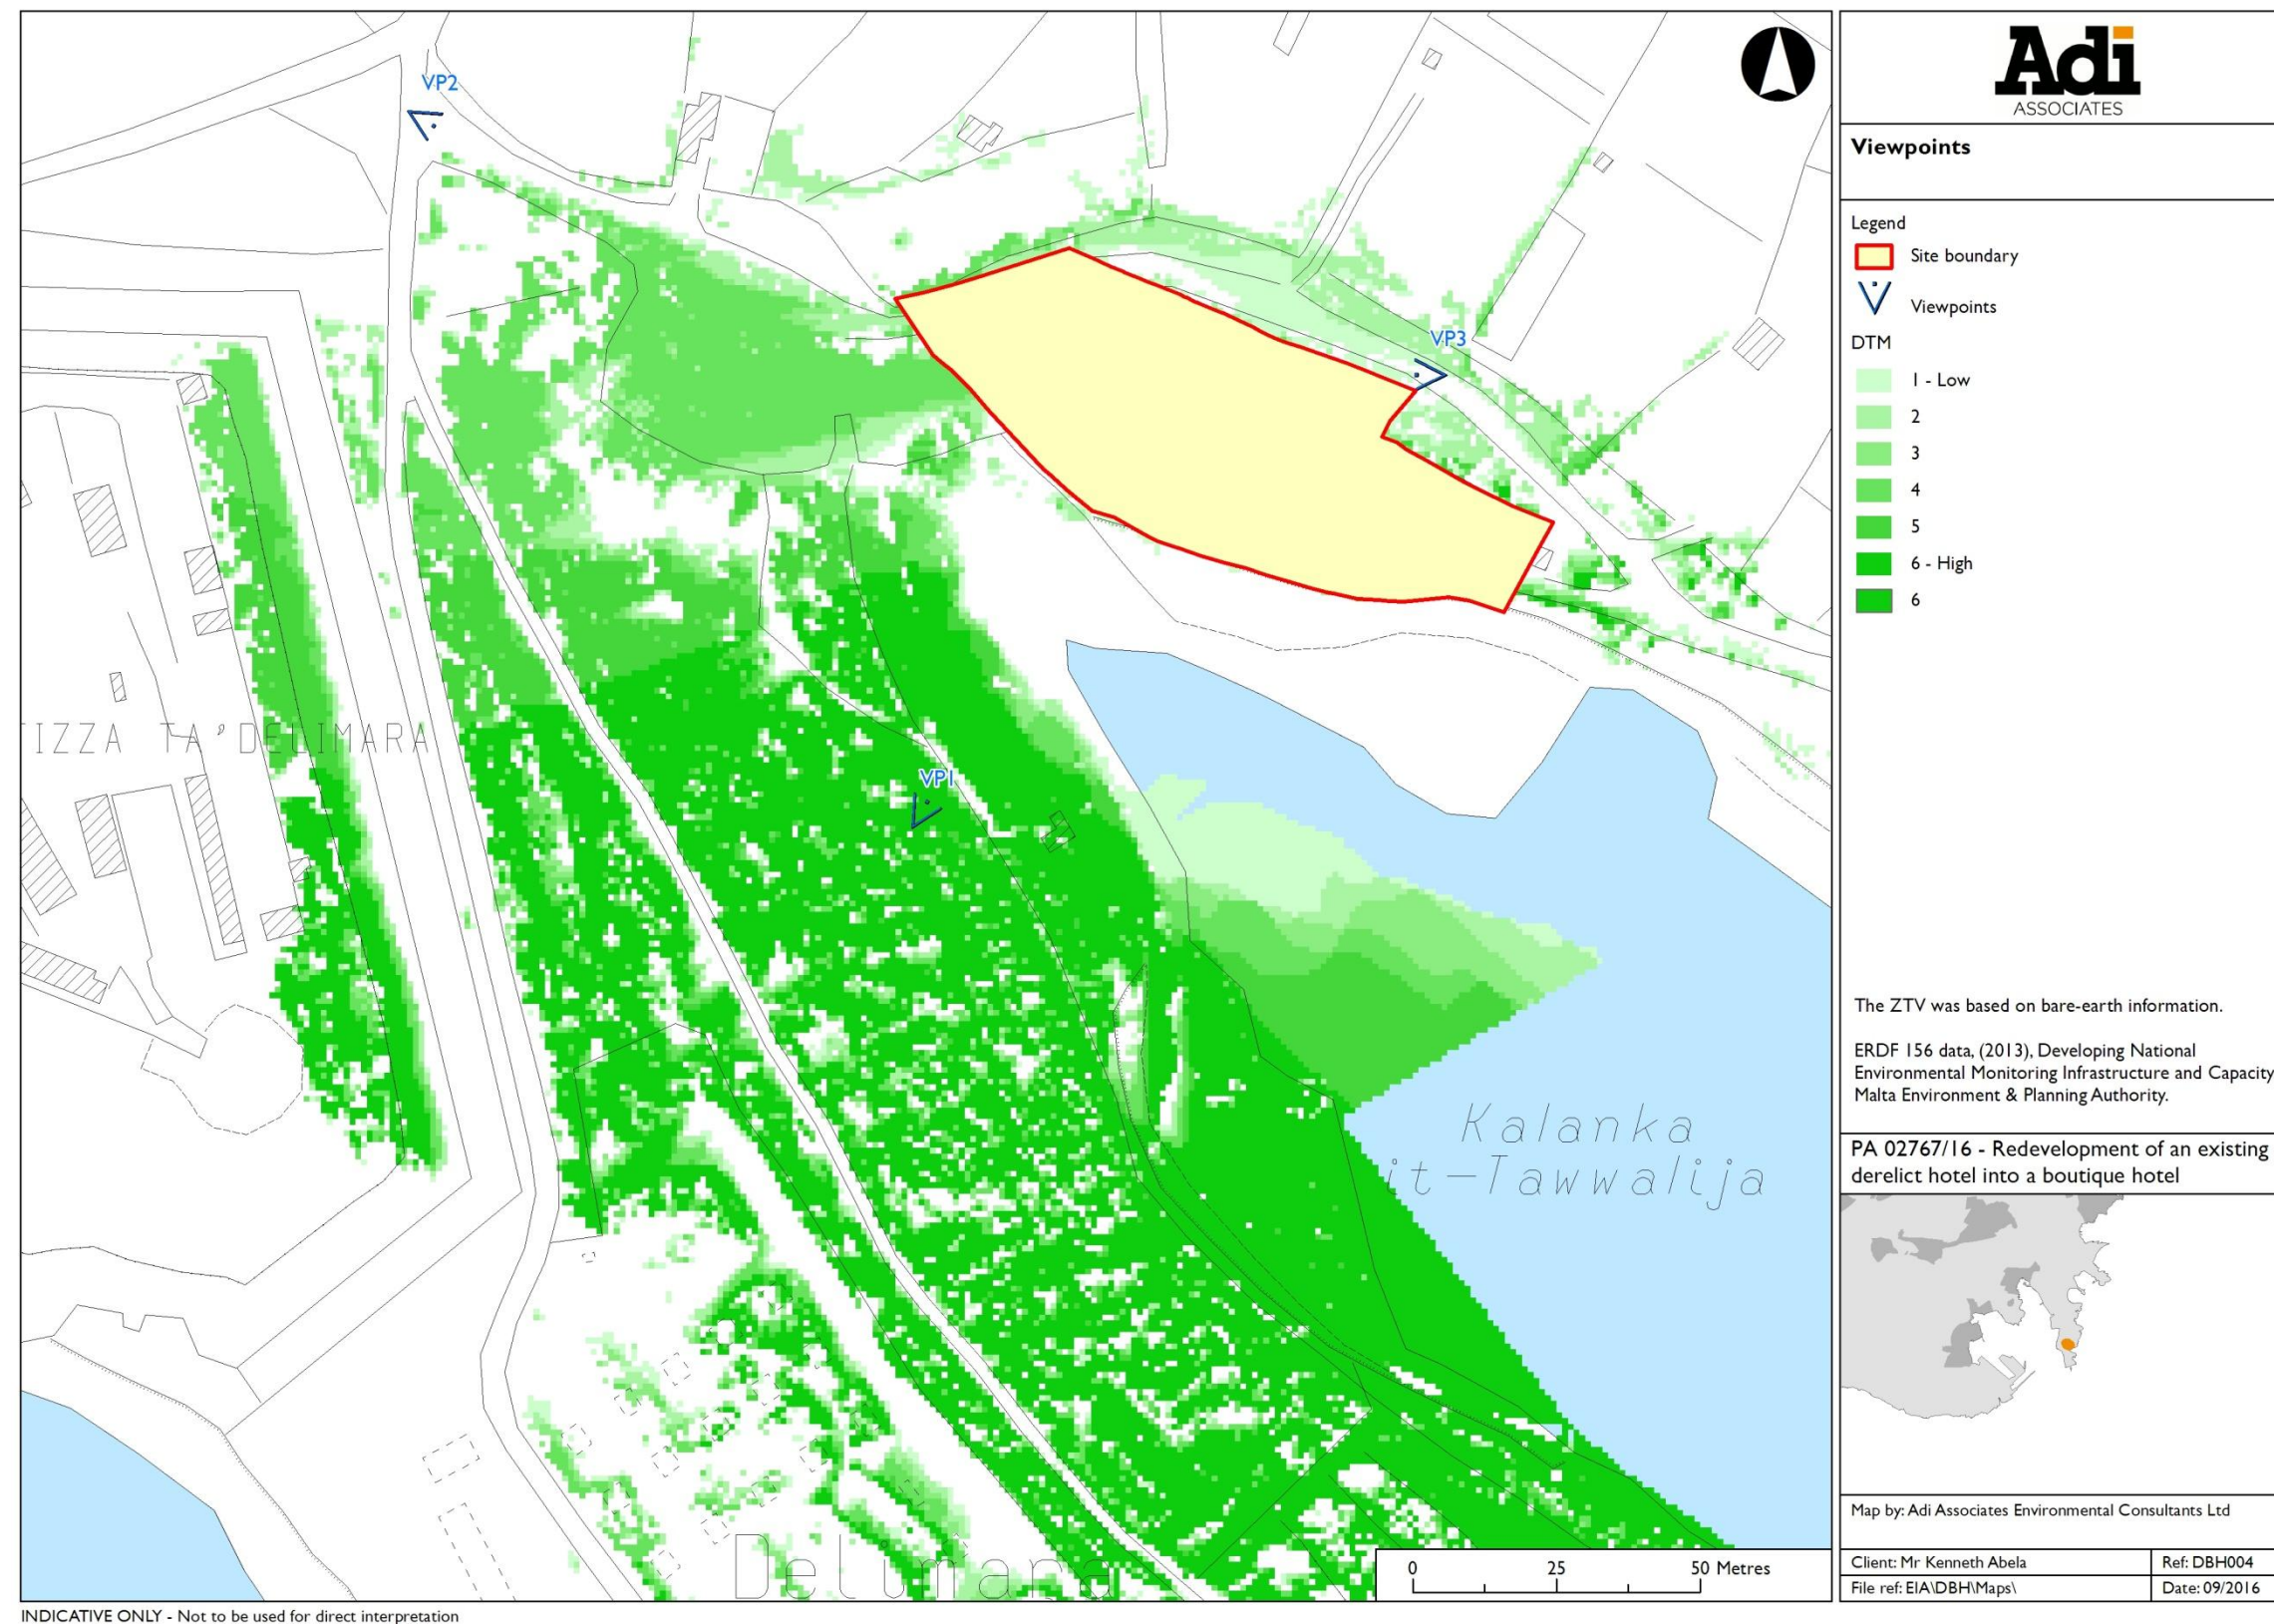 VP2
VP3
VP1
IZZA TA'DELIMARA
Kalanka
it-Tawwalija
Delimara
0 25 50 Metres
INDICATIVE ONLY - Not to be used for direct interpretation
Adi
ASSOCIATES
Viewpoints
Legend
Site boundary
Viewpoints
DTM
1 - Low
2
3
4
5
6 - High
6
The ZTV was based on bare-earth information.
ERDF 156 data, (2013), Developing National
Environmental Monitoring Infrastructure and Capacity
Malta Environment & Planning Authority.
PA 02767/16 - Redevelopment of an existing
derelict hotel into a boutique hotel
Map by: Adi Associates Environmental Consultants Ltd
Client: Mr Kenneth Abela Ref: DBH004
File ref: EIA\DBH\Maps\ Date: 09/2016